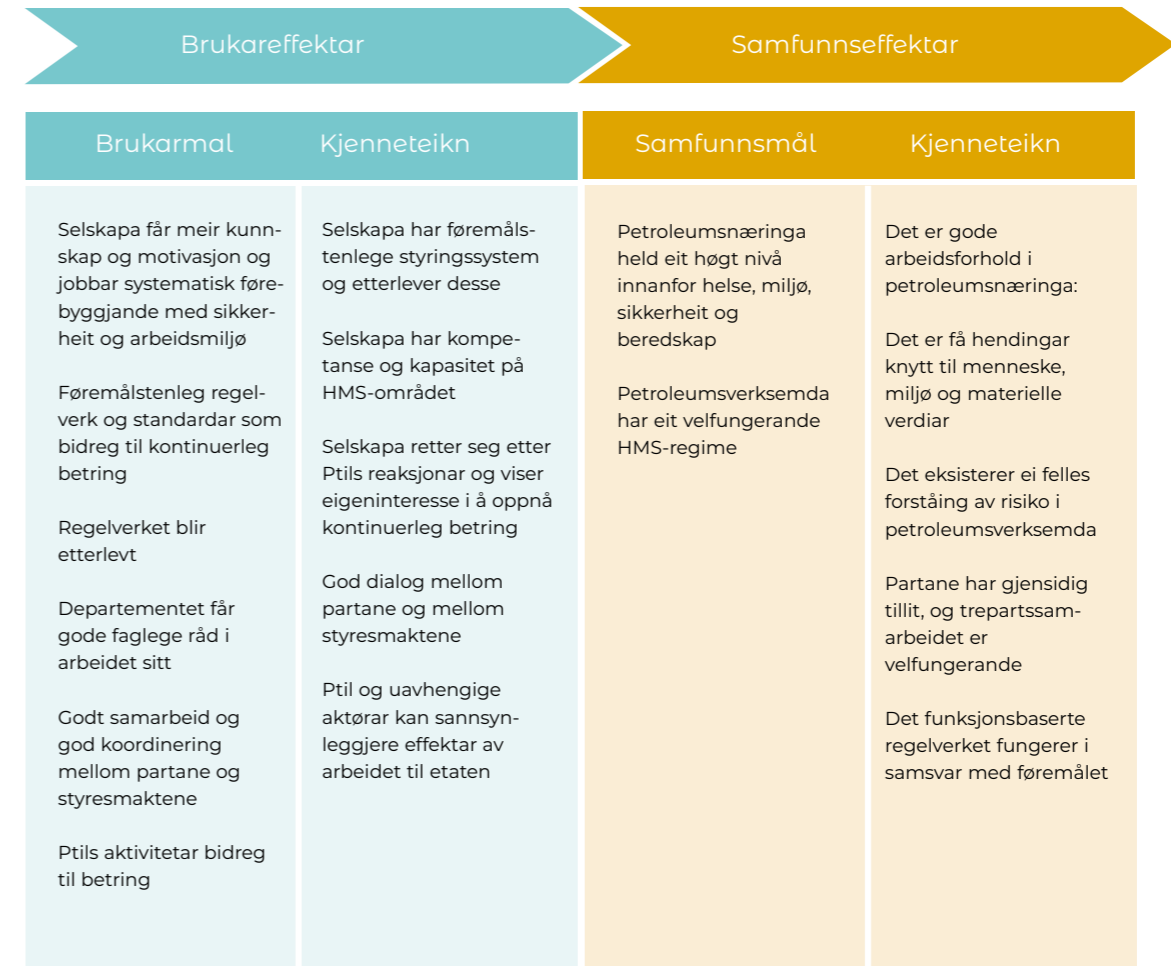 Brukareffektar
Samfunnseffektar
Brukarmal
Kjenneteikn
Samfunnsmål
Kjenneteikn
Selskapa får meir kunn-
skap og motivasjon og
jobbar systematisk føre-
byggjande med sikker-
heit og arbeidsmiljø
Føremålstenleg regel-
verk og standardar som
bidreg til kontinuerleg
betring
Regelverket blir
etterlevt
Departementet får
gode faglege råd i
arbeidet sitt
Godt samarbeid og
god koordinering
mellom partane og
styresmaktene
Ptils aktivitetar bidreg
til betring
Selskapa har føremåls-
tenlege styringssystem
og etterlever desse
Selskapa har kompe-
tanse og kapasitet på
HMS-området
Selskapa retter seg etter
Ptils reaksjonar og viser
eigeninteresse i å oppnå
kontinuerleg betring
God dialog mellom
partane og mellom
styresmaktene
Ptil og uavhengige
aktørar kan sannsyn-
leggjere effektar av
arbeidet til etaten
Petroleumsnæringa
held eit høgt nivå
innanfor helse, miljø,
sikkerheit og
beredskap
Petroleumsverksemda
har eit velfungerande
HMS-regime
Det er gode
arbeidsforhold i
petroleumsnæringa:
Det er få hendingar
knytt til menneske,
miljø og materielle
verdiar
Det eksisterer ei felles
forståing av risiko i
petroleumsverksemda
Partane har gjensidig
tillit, og trepartssam-
arbeidet er
velfungerande
Det funksjonsbaserte
regelverket fungerer i
samsvar med føremålet